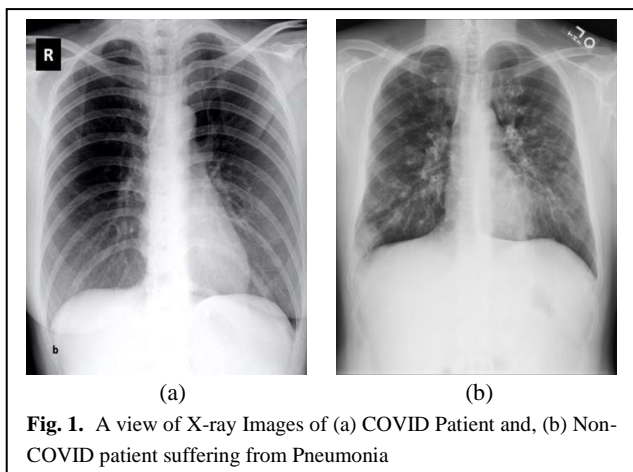 R
b
(a) (b)
Fig. 1. A view of X-ray Images of (a) COVID Patient and, (b) Non-
COVID patient suffering from Pneumonia